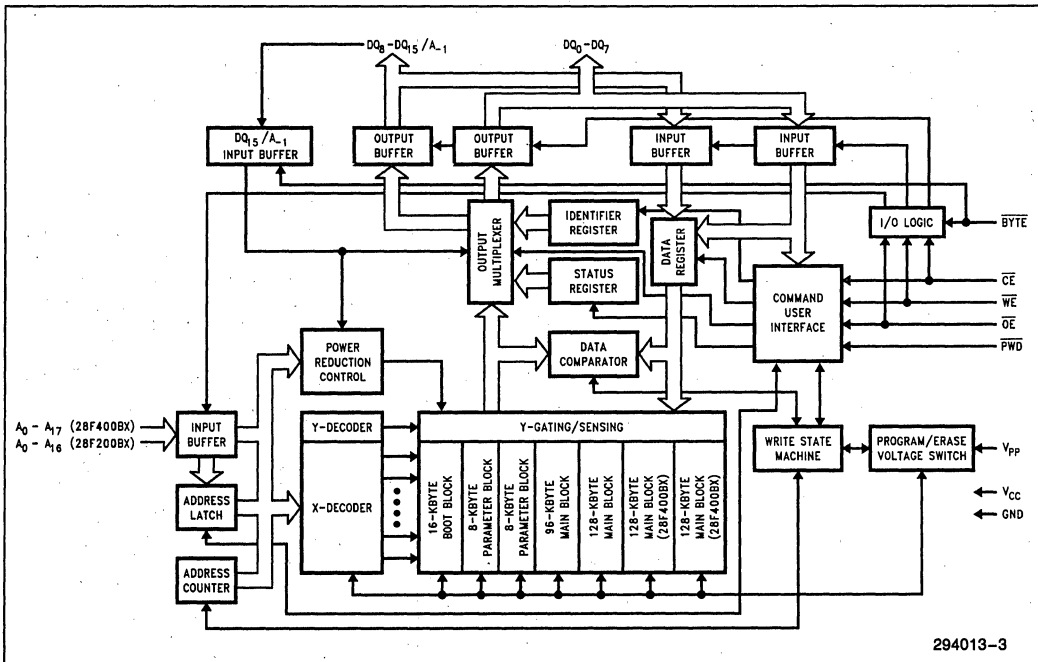 DQ8-DQ15/A-1
DQ0-DQ7
DQ15/A-1
INPUT BUFFER
OUTPUT
BUFFER
OUTPUT
BUFFER
INPUT
BUFFER
INPUT
BUFFER
I/O LOGIC
BYTE
IDENTIFIER
REGISTER
OUTPUT
MULTIPLEXER
DATA
REGISTER
STATUS
REGISTER
COMMAND
USER
INTERFACE
CE
WE
OE
PWD
POWER
REDUCTION
CONTROL
DATA
COMPARATOR
A0 - A17 (28F400BX)
A0 - A16 (28F200BX)
INPUT
BUFFER
Y-DECODER
Y-GATING/SENSING
WRITE STATE
MACHINE
PROGRAM/ERASE
VOLTAGE SWITCH
VPP
VCC
GND
ADDRESS
LATCH
X-DECODER
16-KBYTE
BOOT BLOCK
8-KBYTE
PARAMETER BLOCK
8-KBYTE
PARAMETER BLOCK
96-KBYTE
MAIN BLOCK
128-KBYTE
MAIN BLOCK
128-KBYTE
MAIN BLOCK
(28F400BX)
128-KBYTE
MAIN BLOCK
(28F400BX)
ADDRESS
COUNTER
294013-3